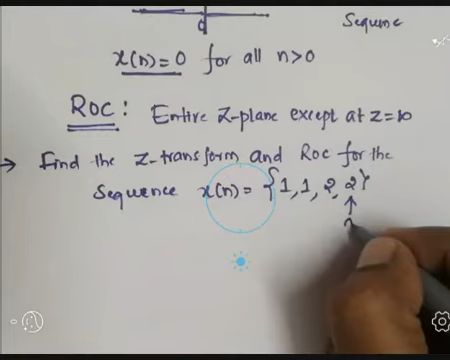 Sequence
x(n)=0 for all n>0
ROC: Entire Z-plane except at z=∞
→ Find the Z-transform and ROC for the
Sequence x(n) = {1, 1, 2, 2}
↑